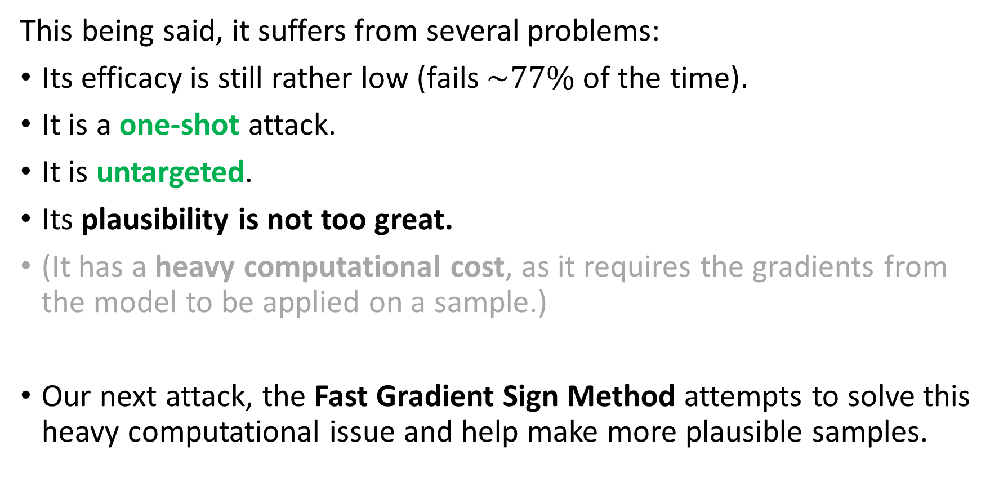 This being said, it suffers from several problems:
• Its efficacy is still rather low (fails ~77% of the time).
• It is a one-shot attack.
• It is untargeted.
• Its plausibility is not too great.
• (It has a heavy computational cost, as it requires the gradients from
the model to be applied on a sample.)
• Our next attack, the Fast Gradient Sign Method attempts to solve this
heavy computational issue and help make more plausible samples.